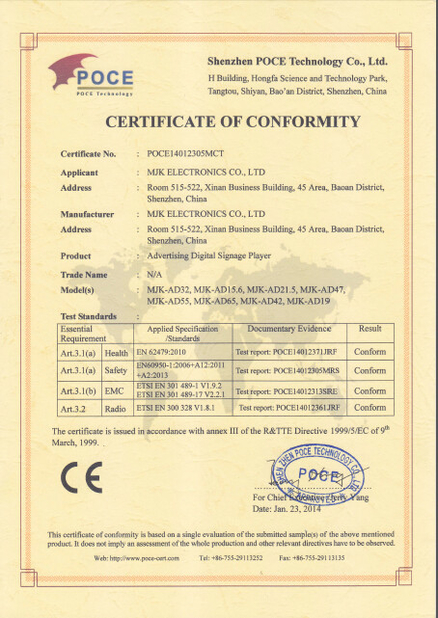 POCE
POCE Technology
Shenzhen POCE Technology Co., Ltd.
H Building, Hongfa Science and Technology Park,
Tangtou, Shiyan, Bao'an District, Shenzhen, China
CERTIFICATE OF CONFORMITY
Certificate No. : POCE14012305MCT
Applicant : MJK ELECTRONICS CO., LTD
Address : Room 515-522, Xinan Business Building, 45 Area, Baoan District,
Shenzhen, China
Manufacturer : MJK ELECTRONICS CO., LTD
Address : Room 515-522, Xinan Business Building, 45 Area, Baoan District,
Shenzhen, China
Product : Advertising Digital Signage Player
Trade Name : N/A
Model(s) : MJK-AD32, MJK-AD15.6, MJK-AD21.5, MJK-AD47,
MJK-AD55, MJK-AD65, MJK-AD42, MJK-AD19
Test Standards :
Essential Requirement Applied Specification /Standards Documentary Evidence Result
Art.3.1(a) Health EN 62479:2010 Test report: POCE14012371JRF Conform
Art.3.1(a) Safety EN60950-1:2006+A12:2011 +A2:2013 Test report: POCE14012305MRS Conform
Art.3.1(b) EMC ETSI EN 301 489-1 V1.9.2 ETSI EN 301 489-17 V2.2.1 Test report: POCE14012313SRE Conform
Art.3.2 Radio ETSI EN 300 328 V1.8.1 Test report: POCE14012361JRF Conform
The certificate is issued in accordance with annex III of the R&TTE Directive 1999/5/EC of 9th
March, 1999.
CE
SHEN ZHEN POCE TECHNOLOGY CO., LTD
POCE
APPROVED
For Chief Executive: Jerry Yang
Date: Jan. 23, 2014
This certificate of conformity is based on a single evaluation of the submitted sample(s) of the above mentioned
product. It does not imply an assessment of the whole production and other relevant directives have to be observed.
Web: http://www.poce-cert.com Tel: +86-755-29113252 Fax: +86-755-29113135